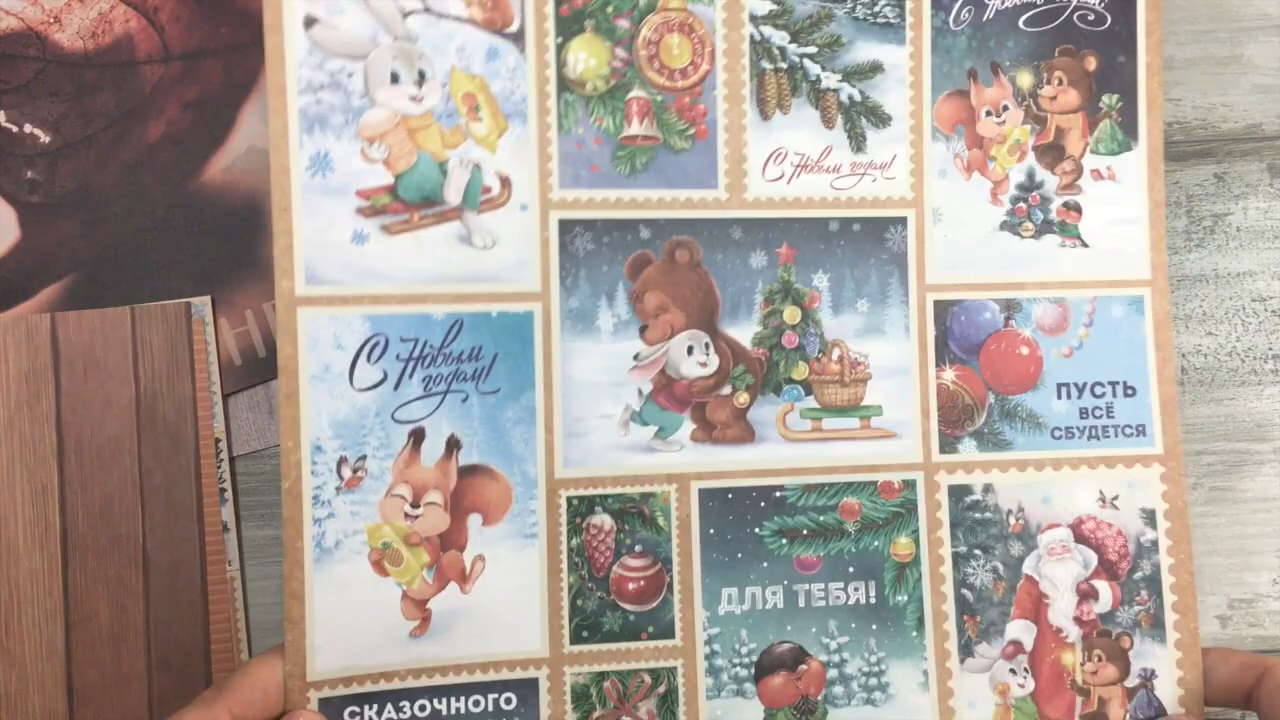 С Новым годом!
С Новым годом!
С Новым
годом!
ПУСТЬ
ВСЁ
СБУДЕТСЯ
ДЛЯ ТЕБЯ!
СКАЗОЧНОГО